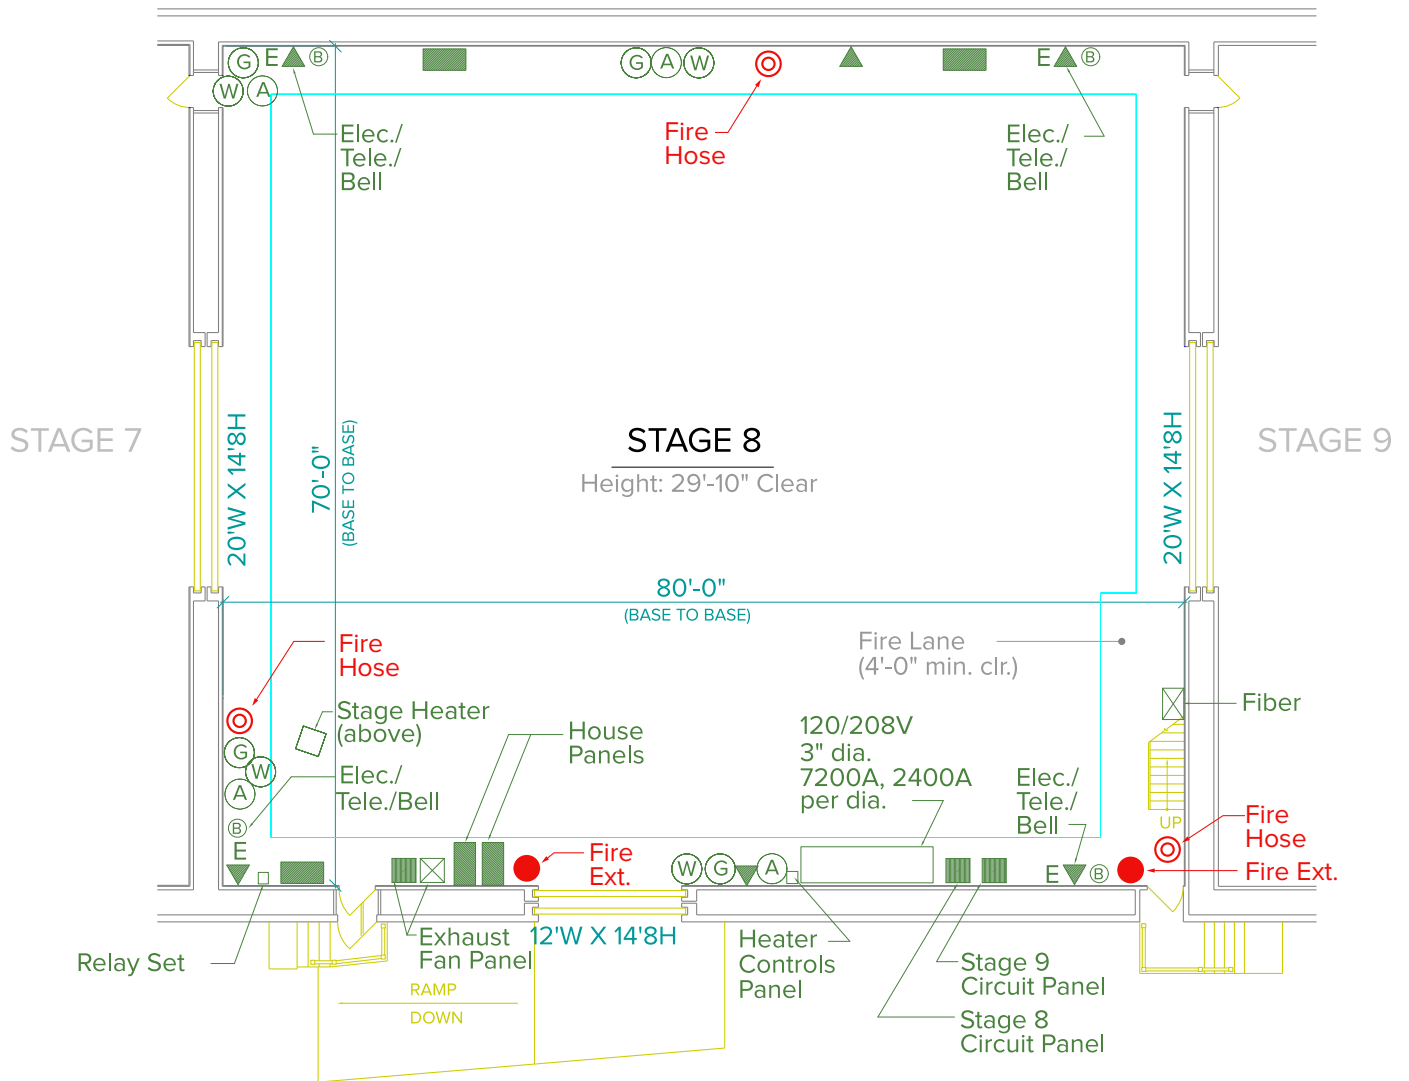 G E B G A W E B
W A
Elec./
Tele./
Bell
Fire
Hose
Elec./
Tele./
Bell
STAGE 7
20'W X 14'8H
70'-0"
(BASE TO BASE)
STAGE 8
Height: 29'-10" Clear
20'W X 14'8H
STAGE 9
80'-0"
(BASE TO BASE)
Fire
Hose
Fire Lane
(4'-0" min. clr.)
Stage Heater
(above)
House
Panels
120/208V
3" dia.
7200A, 2400A
per dia.
Fiber
G
W
A
Elec./
Tele./Bell
Elec./
Tele./
Bell
UP
Fire
Hose
B
E
Fire
Ext.
W G A
E B
Fire Ext.
Relay Set
Exhaust
Fan Panel
12'W X 14'8H
Heater
Controls
Panel
Stage 9
Circuit Panel
Stage 8
Circuit Panel
RAMP
DOWN